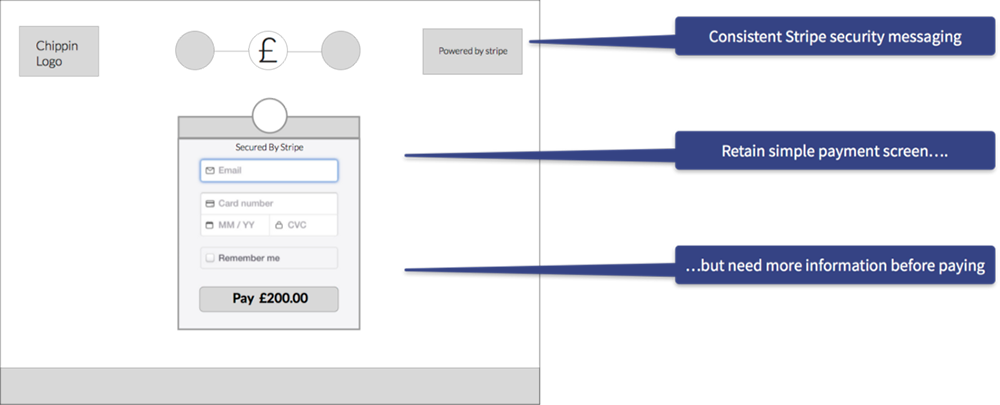 Chippin
Logo
£
Powered by stripe
Consistent Stripe security messaging
Secured By Stripe
Email
Card number
MM / YY
CVC
Remember me
Pay £200.00
Retain simple payment screen….
…but need more information before paying